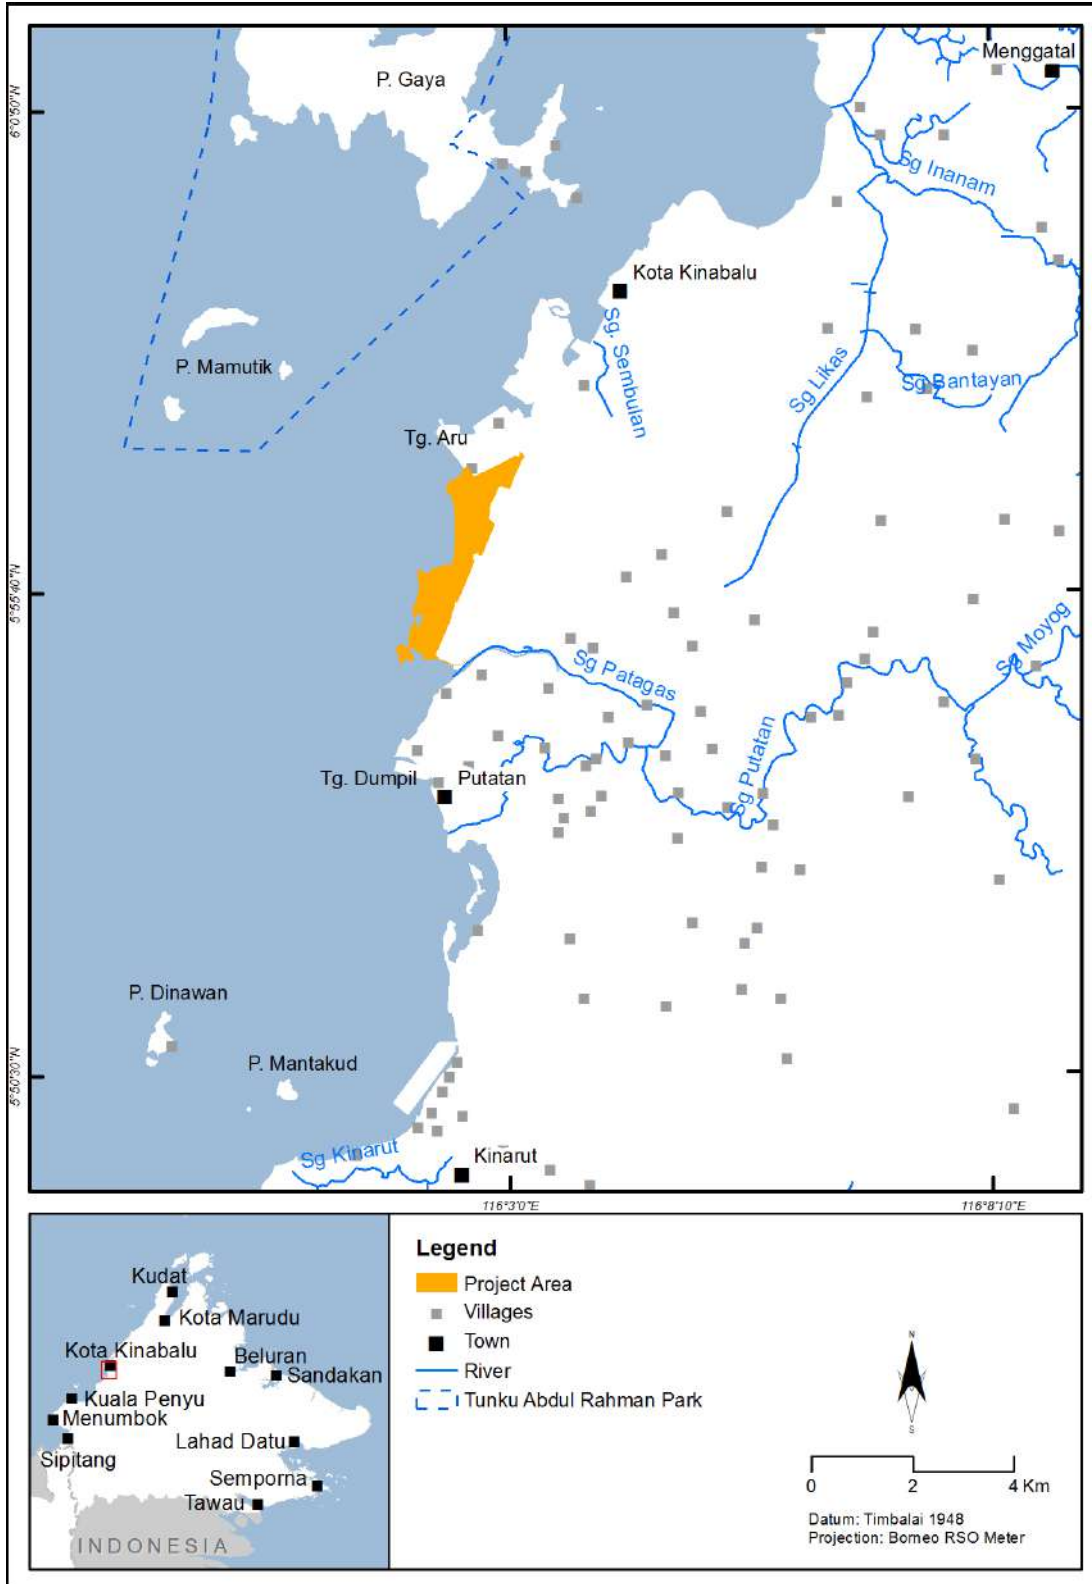 Menggatal
P. Gaya
6°0'50"N
Sg Inanam
Kota Kinabalu
Sg. Sembulan
P. Mamutik
Sg Likas
Sg Bantayan
Tg. Aru
5°55'40"N
Sg Moyog
Sg Patagas
Sg Putatan
Tg. Dumpil
Putatan
P. Dinawan
P. Mantakud
5°50'30"N
Sg Kinarut
Kinarut
116°3'0"E
116°8'10"E
Kudat
Kota Marudu
Kota Kinabalu
Beluran
Sandakan
Kuala Penyu
Menumbok
Sipitang
Lahad Datu
Semporna
Tawau
INDONESIA
Legend
Project Area
Villages
Town
River
Tunku Abdul Rahman Park
N
S
0 2 4 Km
Datum: Timbalai 1948
Projection: Borneo RSO Meter